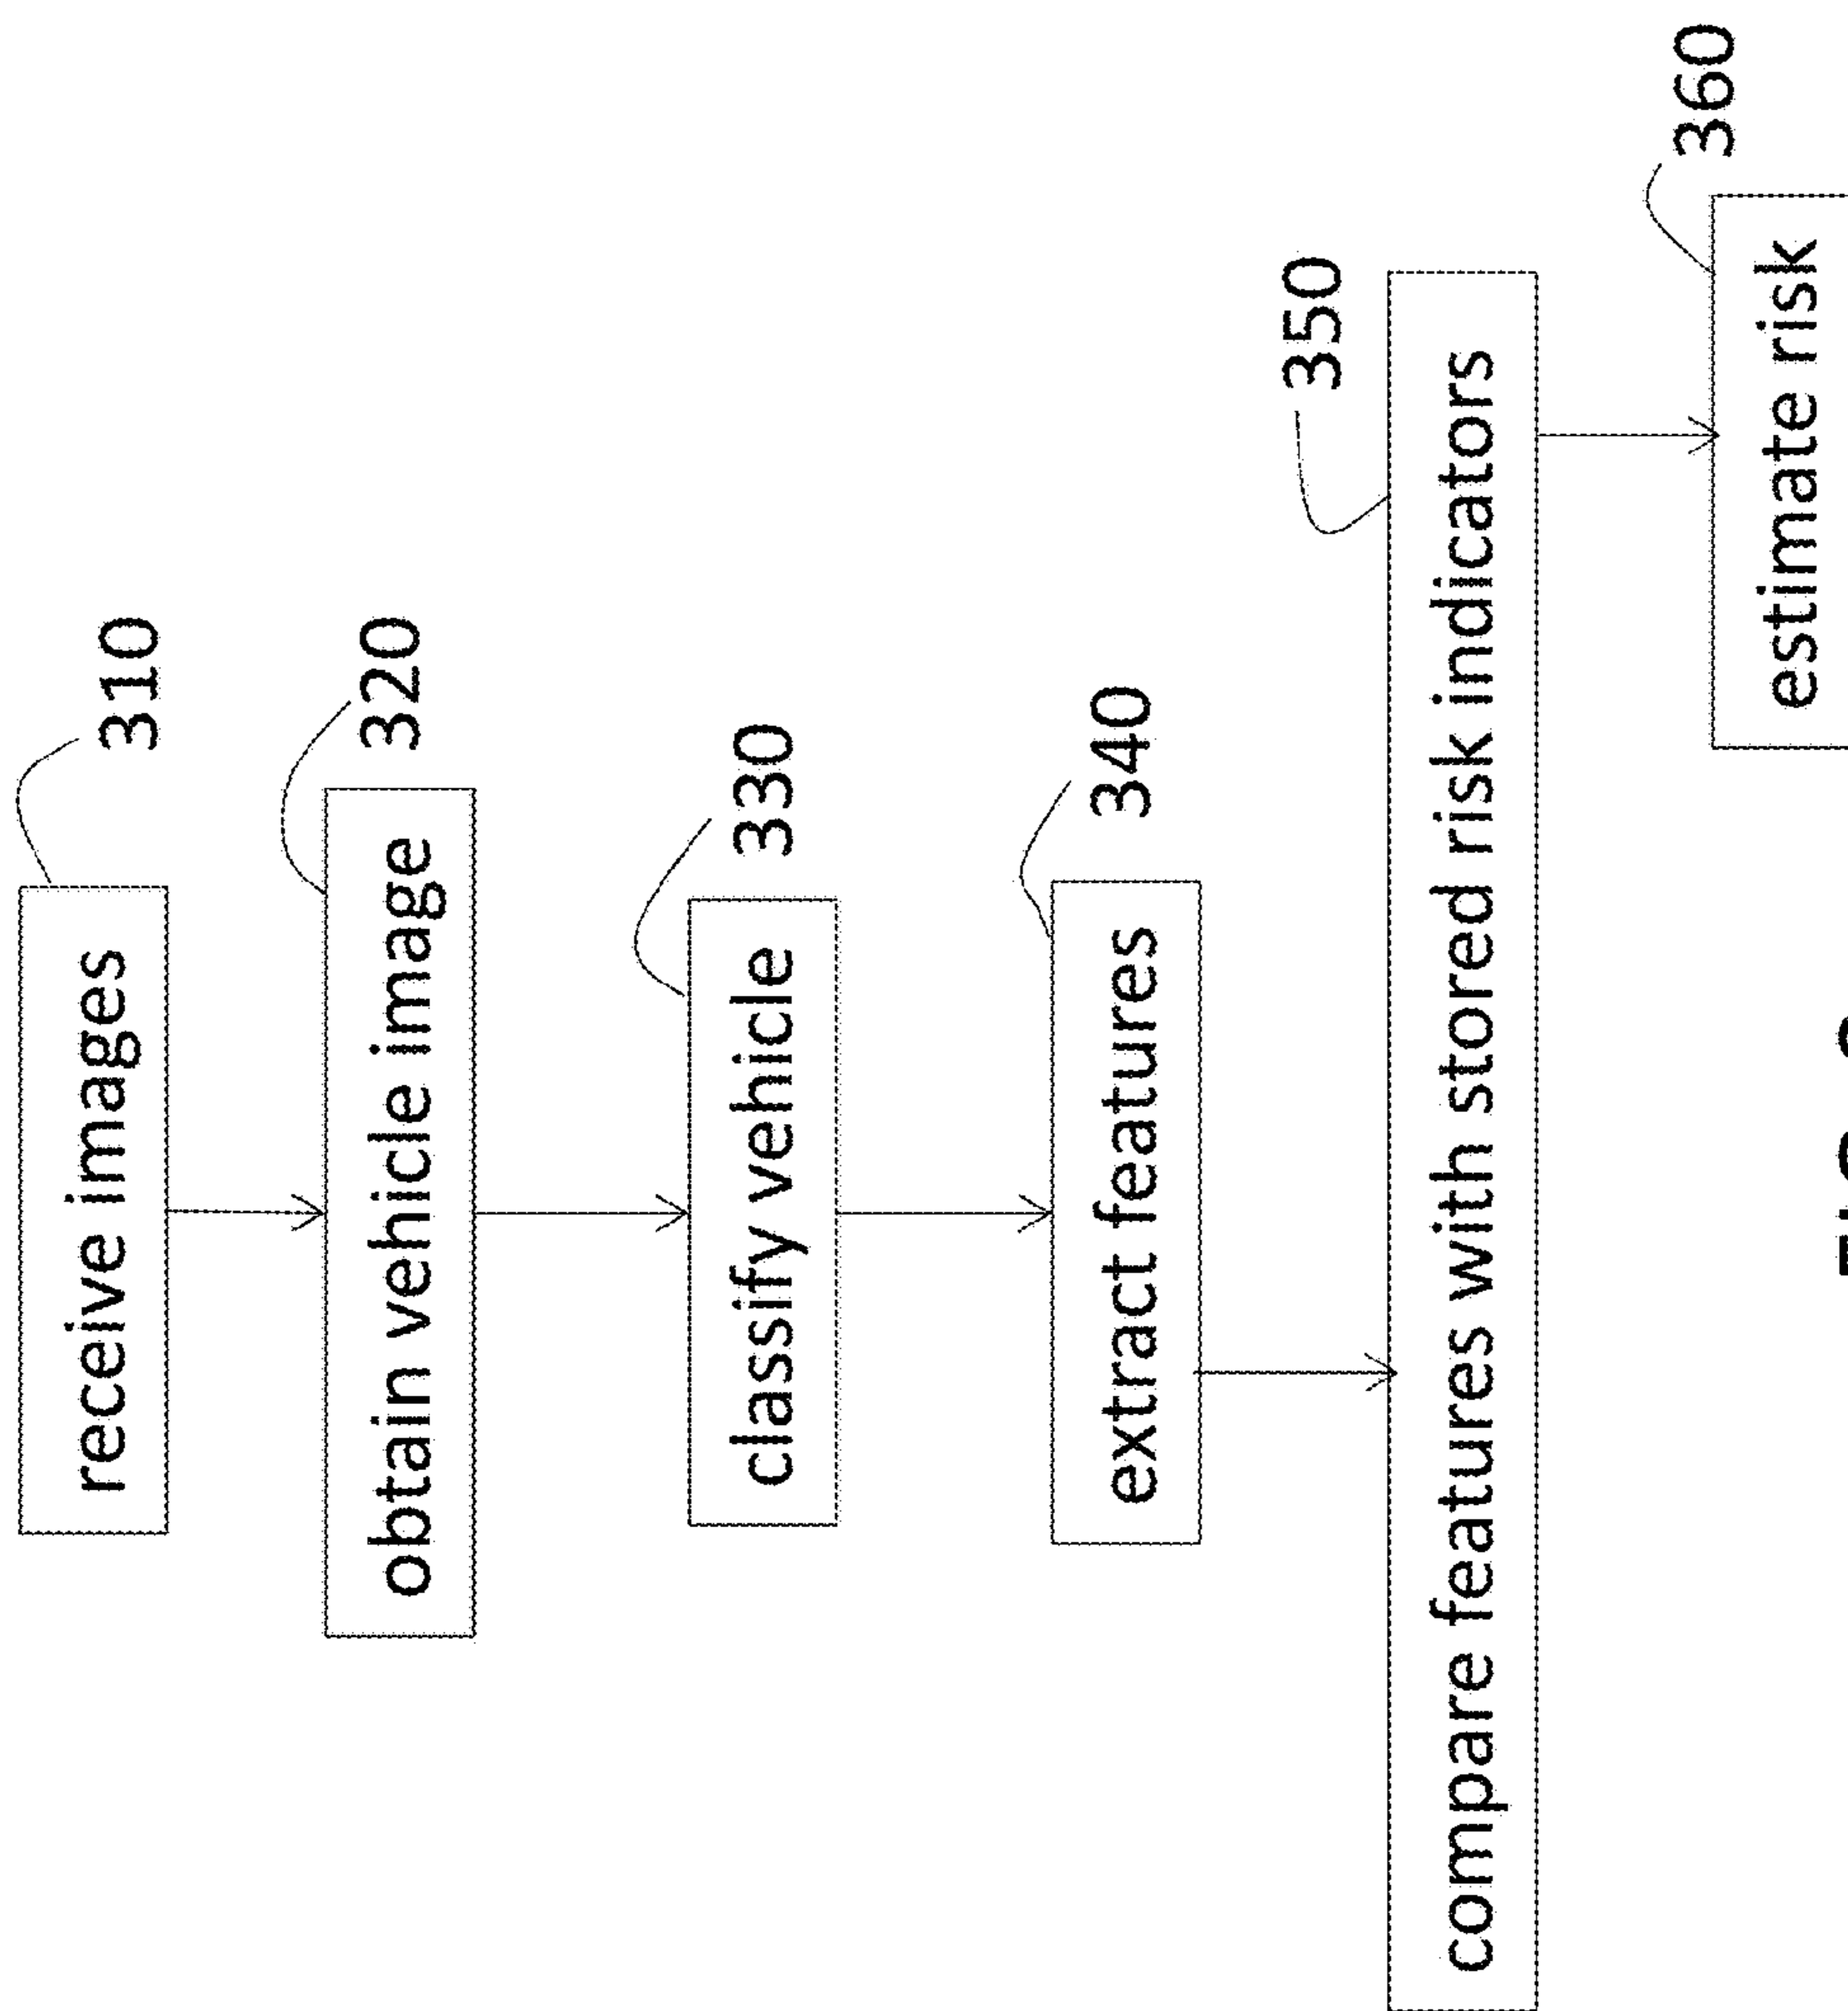 receive images
310
obtain vehicle image
320
classify vehicle
330
extract features
340
compare features with stored risk indicators
350
estimate risk
360